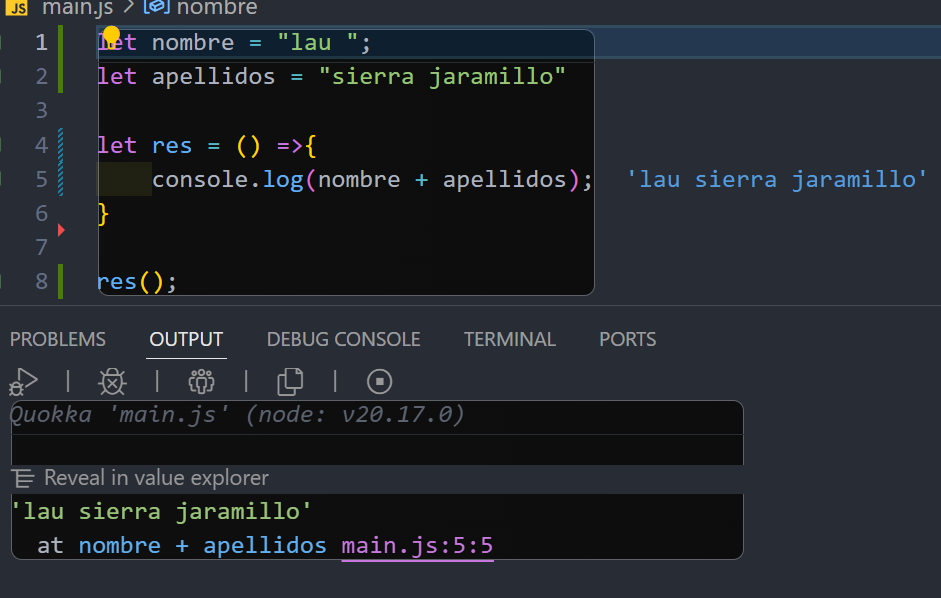 JS main.js > nombre
1 let nombre = "lau ";
2 let apellidos = "sierra jaramillo"
3
4 let res = () =>{
5 console.log(nombre + apellidos); 'lau sierra jaramillo'
6 }
7
8 res();
PROBLEMS OUTPUT DEBUG CONSOLE TERMINAL PORTS
Quokka 'main.js' (node: v20.17.0)
Reveal in value explorer
'lau sierra jaramillo'
at nombre + apellidos main.js:5:5